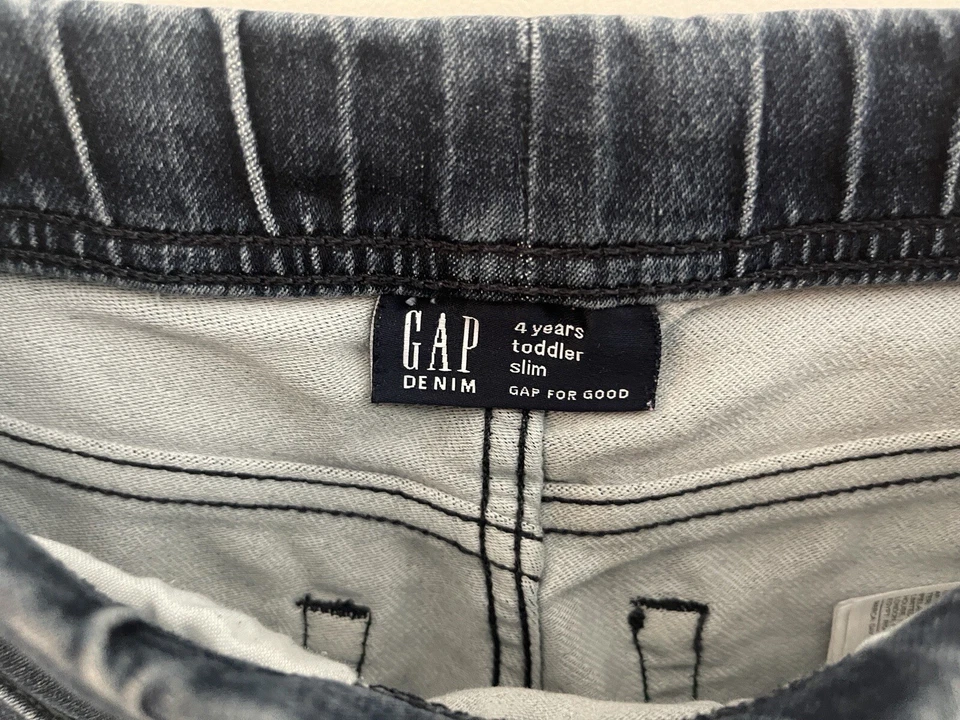 GAP
DENIM
4 years
toddler
slim
GAP FOR GOOD